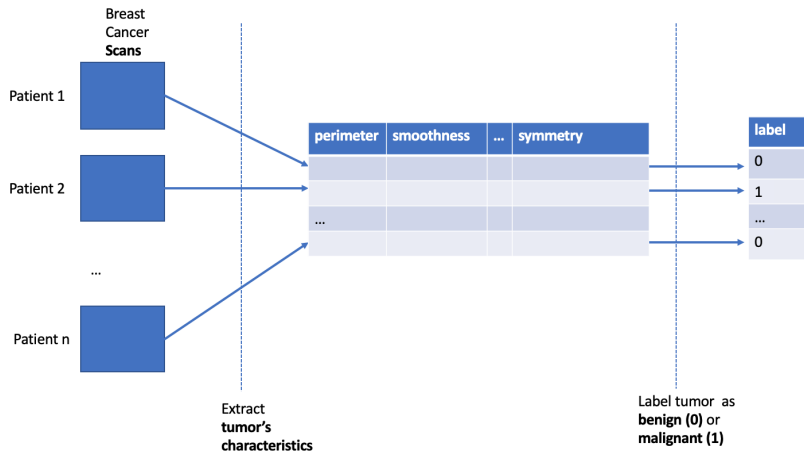 Breast
Cancer
Scans
Patient 1
perimeter smoothness ... symmetry
label
0
Patient 2
1
...
...
0
...
Patient n
Extract
tumor's
characteristics
Label tumor as
benign (0) or
malignant (1)